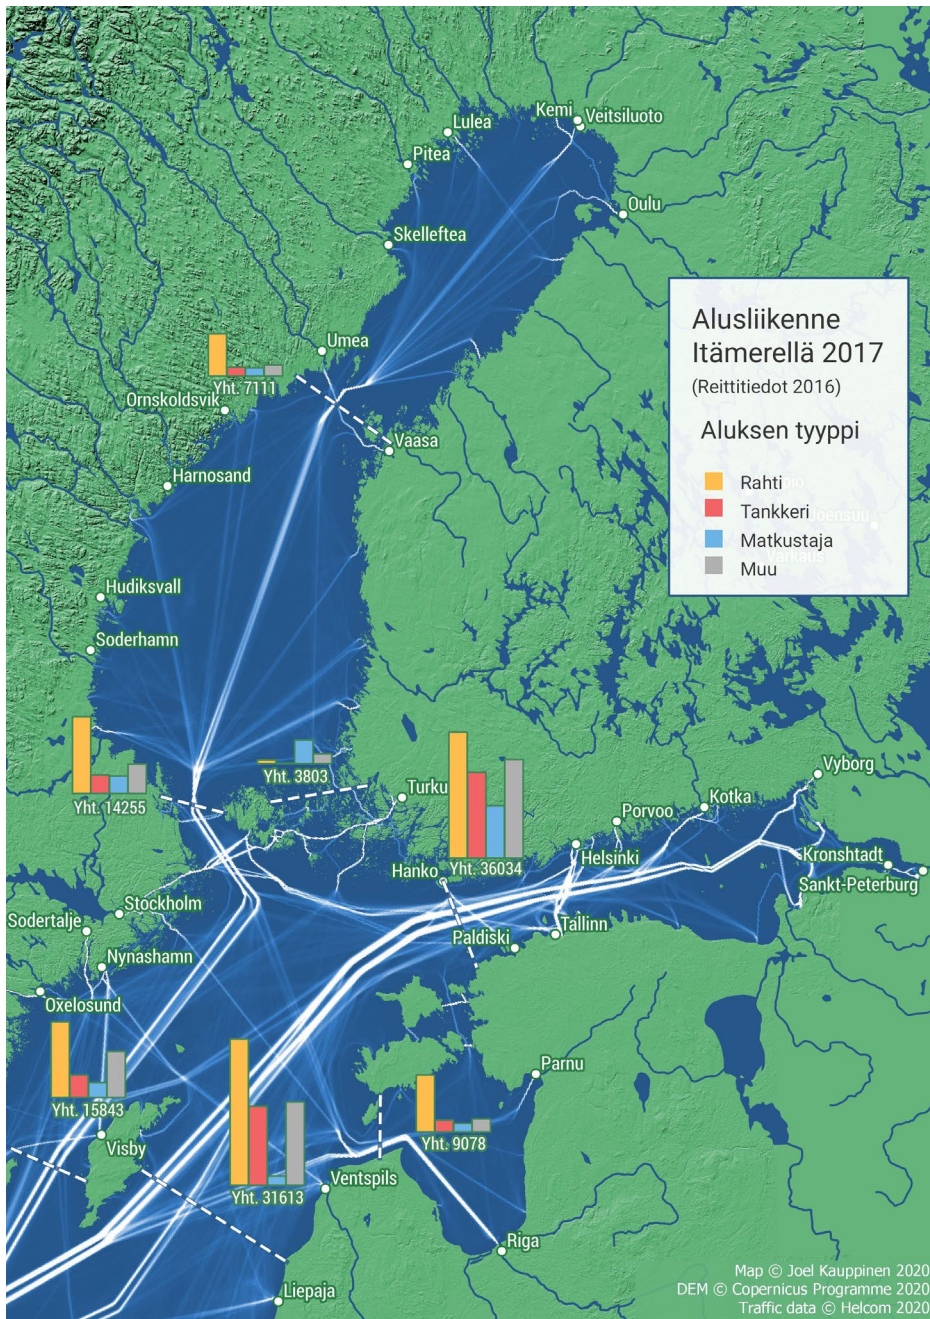 Kemi
Veitsiluoto
Lulea
Pitea
Oulu
Skelleftea
Alusliikenne
Itämerellä 2017
(Reittitiedot 2016)
Aluksen tyyppi
Rahti
Tankkeri
Matkustaja
Muu
Joensuu
Varkaus
Umea
Yht. 7111
Ornskoldsvik
Vaasa
Harnosand
Hudiksvall
Soderhamn
Yht. 14255
Yht. 3803
Turku
Yht. 36034
Vyborg
Kotka
Porvoo
Helsinki
Kronshtadt
Sankt-Peterburg
Hanko
Stockholm
Sodertalje
Tallinn
Paldiski
Nynashamn
Oxelosund
Parnu
Yht. 15843
Visby
Yht. 31613
Yht. 9078
Ventspils
Riga
Liepaja
Map © Joel Kauppinen 2020
DEM © Copernicus Programme 2020
Traffic data © Helcom 2020